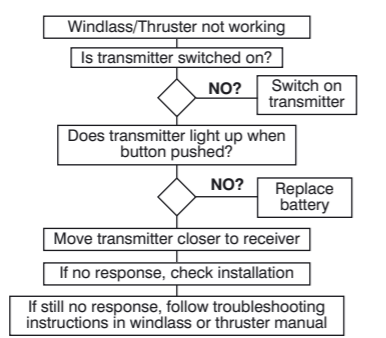 Windlass/Thruster not working
Is transmitter switched on?
NO?
Switch on
transmitter
Does transmitter light up when
button pushed?
NO?
Replace
battery
Move transmitter closer to receiver
If no response, check installation
If still no response, follow troubleshooting
instructions in windlass or thruster manual